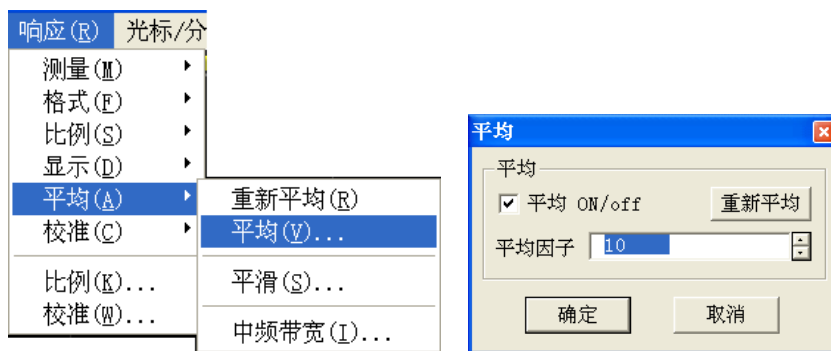 响应(R) 光标/分
测量(M)
格式(F)
比例(S)
显示(D)
平均(A)
校准(C)
比例(K)...
校准(W)...
重新平均(R)
平均(V)...
平滑(S)...
中频带宽(I)...
平均
平均
平均 ON/off 重新平均
平均因子 10
确定 取消